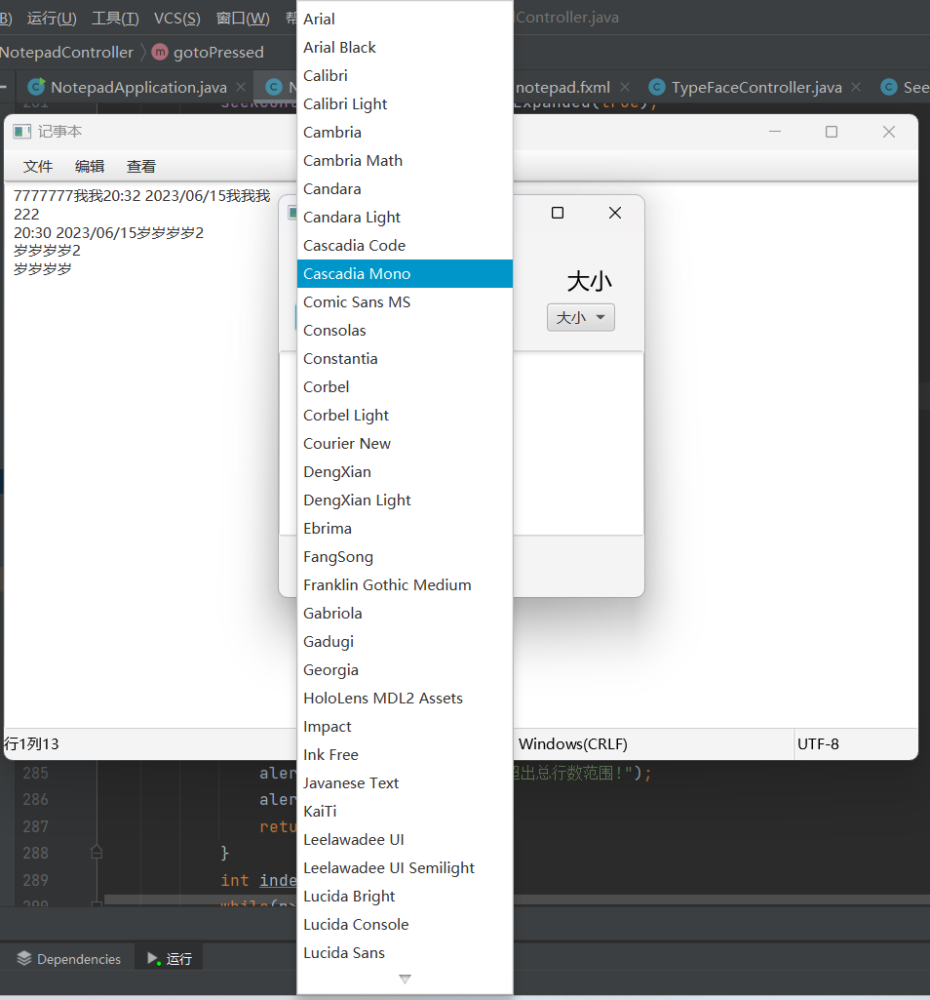 B) 运行(U) 工具(T) VCS(S) 窗口(W) Controller.java
NotepadController gotoPressed
NotepadApplication.java notepad.fxml TypeFaceController.java See
记事本
文件 编辑 查看
7777777我我20:32 2023/06/15我我我
222
20:30 2023/06/15岁岁岁岁2
岁岁岁岁2
岁岁岁岁
大小
大小
Arial
Arial Black
Calibri
Calibri Light
Cambria
Cambria Math
Candara
Candara Light
Cascadia Code
Cascadia Mono
Comic Sans MS
Consolas
Constantia
Corbel
Corbel Light
Courier New
DengXian
DengXian Light
Ebrima
FangSong
Franklin Gothic Medium
Gabriola
Gadugi
Georgia
HoloLens MDL2 Assets
Impact
Ink Free
Javanese Text
KaiTi
Leelawadee UI
Leelawadee UI Semilight
Lucida Bright
Lucida Console
Lucida Sans
行1列13 Windows(CRLF) UTF-8
285 aler 出总行数范围!");
286 aler
287 retu
288 }
289 int inde
Dependencies 运行